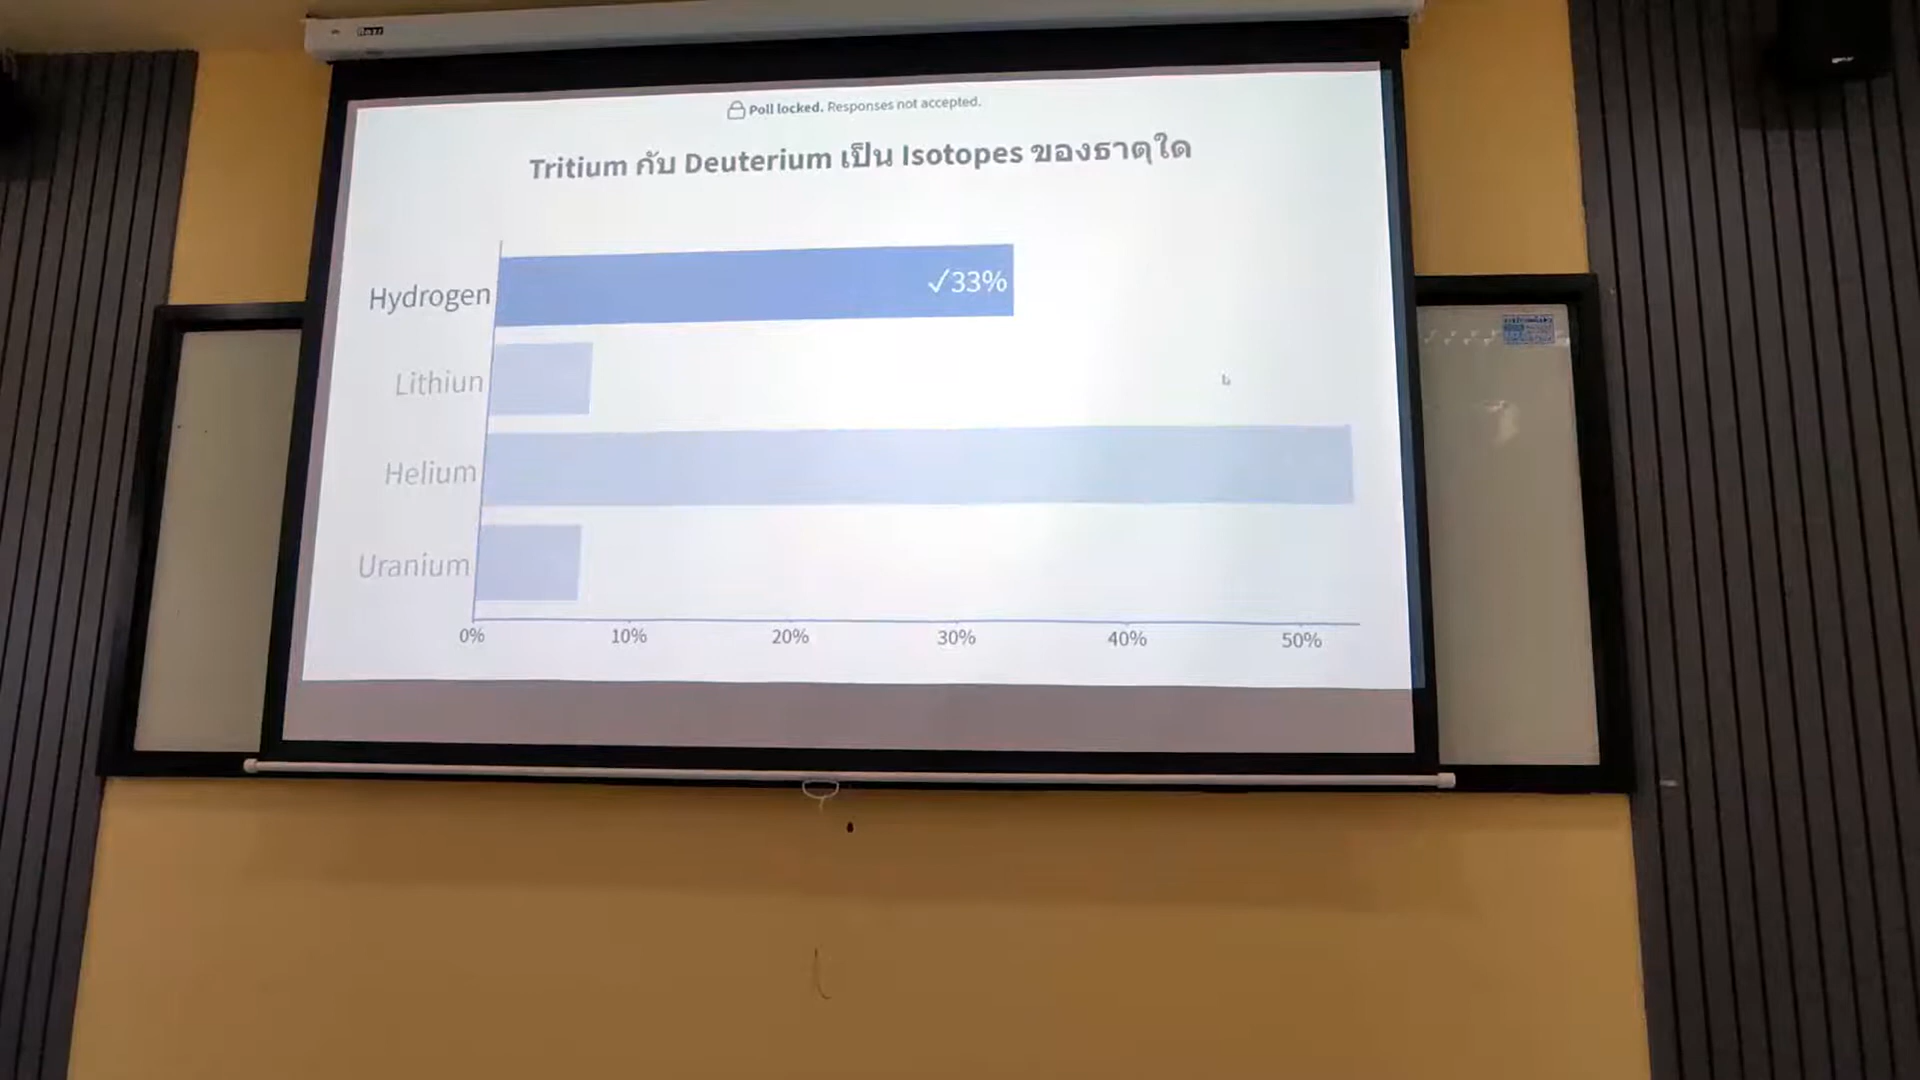 Poll locked. Responses not accepted.
Tritium กับ Deuterium เป็น Isotopes ของธาตุใด
Hydrogen
✓33%
Lithiun
Helium
Uranium
0% 10% 20% 30% 40% 50%